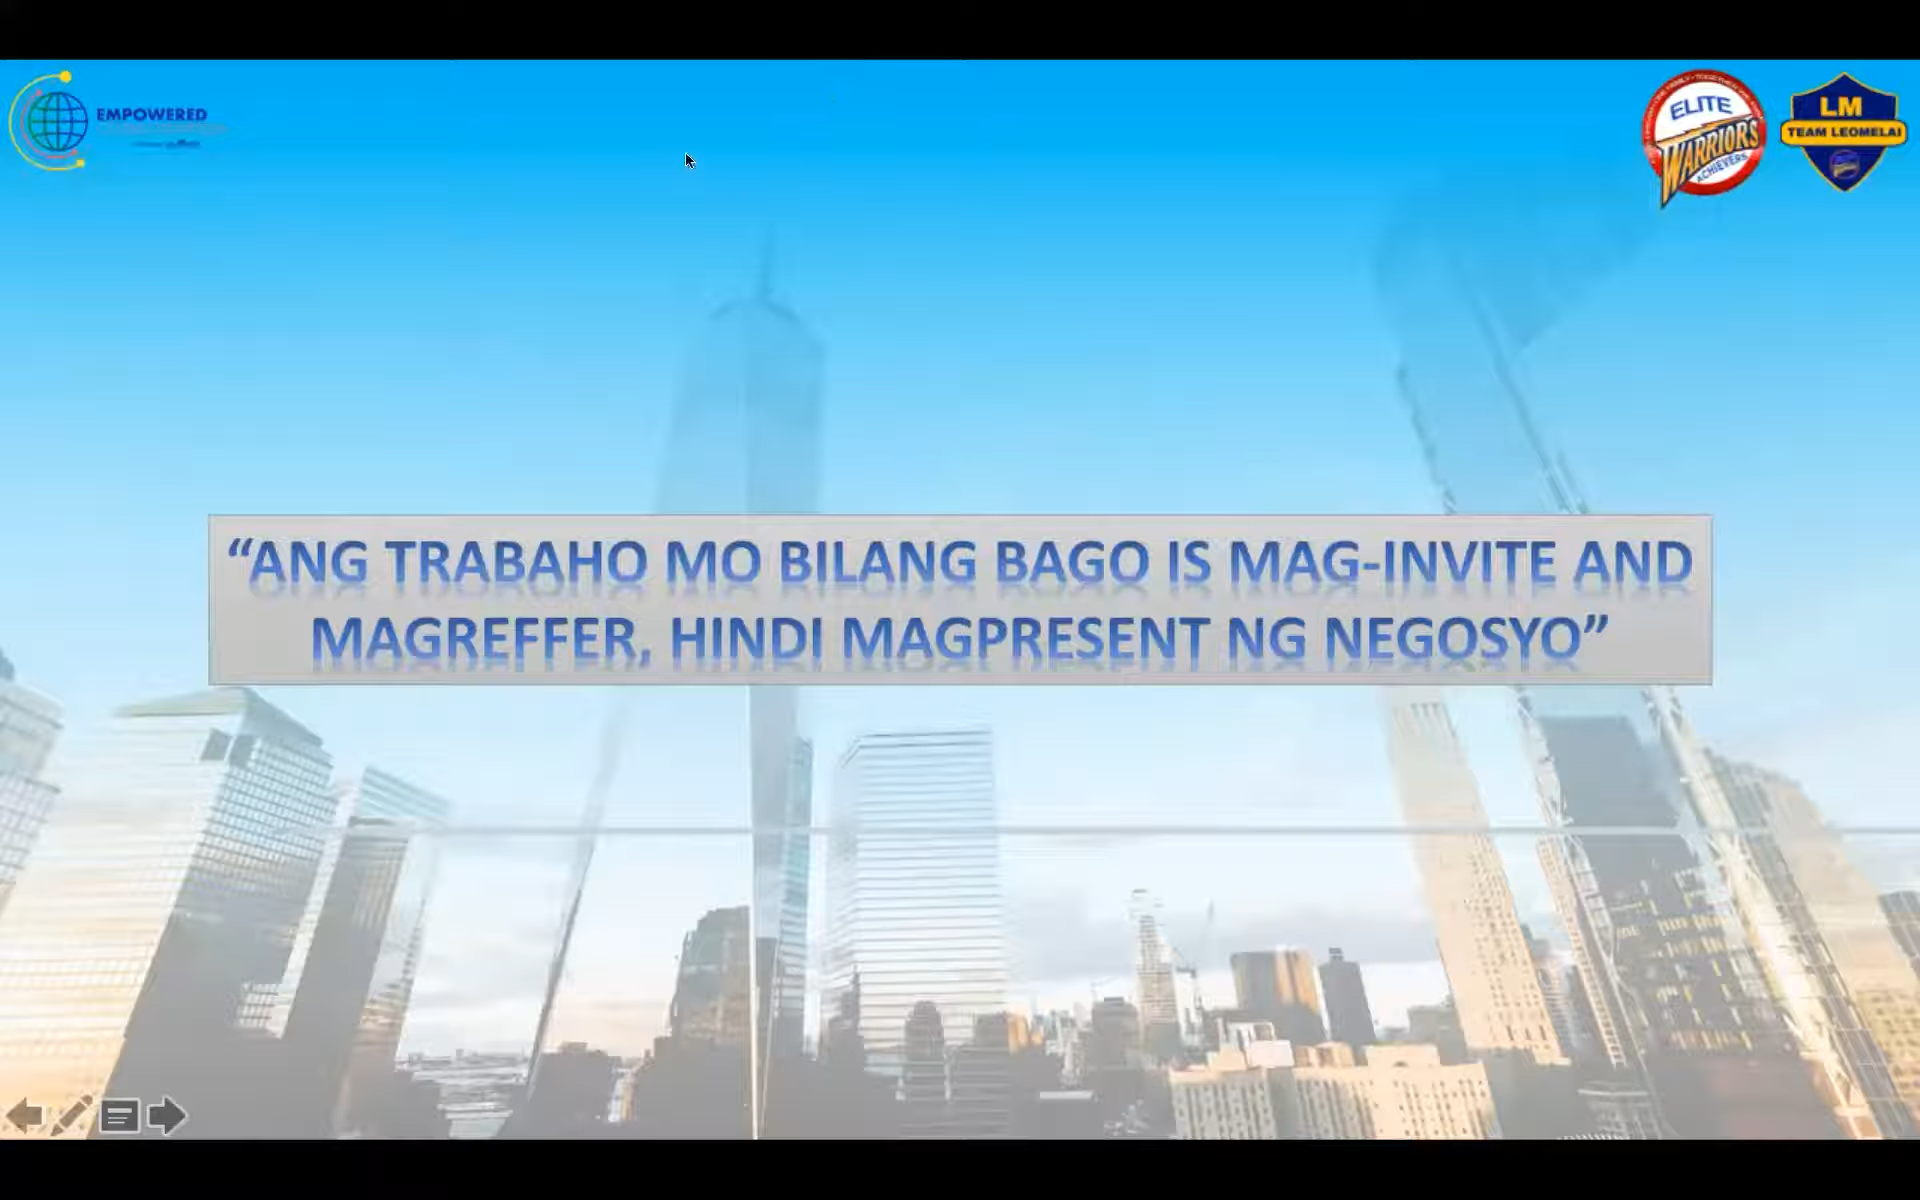 EMPOWERED
ELITE
WARRIORS
ACHIEVERS
LM
TEAM LEOMELAI
“ANG TRABAHO MO BILANG BAGO IS MAG-INVITE AND
MAGREFFER, HINDI MAGPRESENT NG NEGOSYO”